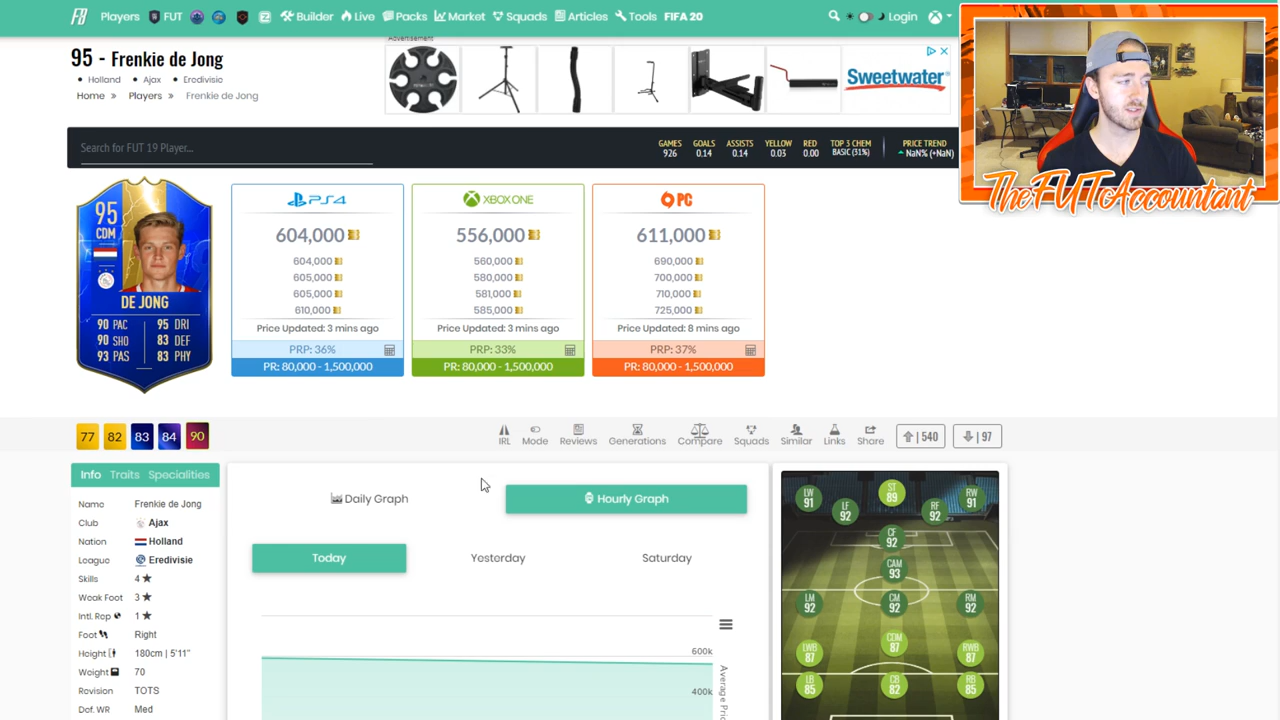 F8 Players FUT Builder Live Packs Market Squads Articles Tools FIFA 20 Login
95 - Frenkie de Jong
Holland Ajax Eredivisie
Home » Players » Frenkie de Jong
Advertisement
Sweetwater
Search for FUT 19 Player...
GAMES GOALS ASSISTS YELLOW RED TOP 3 CHEM PRICE TREND
926 0.14 0.14 0.03 0.00 BASIC (31%) NaN% (+NaN)
TheFUTAccountant
95
CDM
DE JONG
90 PAC 95 DRI
90 SHO 83 DEF
93 PAS 83 PHY
PS4
604,000
604,000
605,000
605,000
610,000
Price Updated: 3 mins ago
PRP: 36%
PR: 80,000 - 1,500,000
XBOX ONE
556,000
560,000
580,000
581,000
585,000
Price Updated: 3 mins ago
PRP: 33%
PR: 80,000 - 1,500,000
PC
611,000
690,000
700,000
710,000
725,000
Price Updated: 8 mins ago
PRP: 37%
PR: 80,000 - 1,500,000
77 82 83 84 90
IRL Mode Reviews Generations Compare Squads Similar Links Share | 540 | 97
Info Traits Specialities
Name Frenkie de Jong
Club Ajax
Nation Holland
League Eredivisie
Skills 4
Weak Foot 3
Intl. Rep 1
Foot Right
Height 180cm | 5'11"
Weight 70
Revision TOTS
Def. WR Med
Daily Graph Hourly Graph
Today Yesterday Saturday
600k
400k
Average Pric
LW 91
LF 92
ST 89
RF 92
RW 91
CF 92
CAM 93
LM 92
CM 92
RM 92
LWB 87
CDM 87
RWB 87
LB 85
CB 82
RB 85